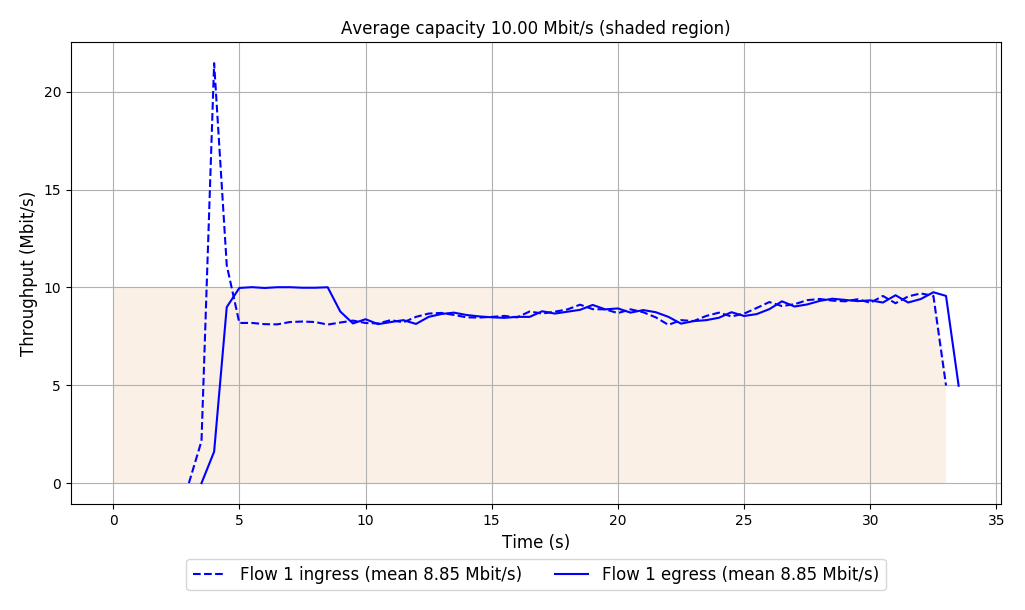 Average capacity 10.00 Mbit/s (shaded region)
20
15
10
5
0
Throughput (Mbit/s)
0 5 10 15 20 25 30 35
Time (s)
Flow 1 ingress (mean 8.85 Mbit/s) Flow 1 egress (mean 8.85 Mbit/s)